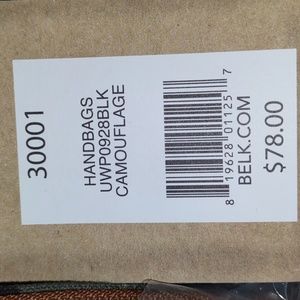 30001
HANDBAGS
UWP0928BLK
CAMOUFLAGE
8 19628 01125 7
BELK.COM
$78.00